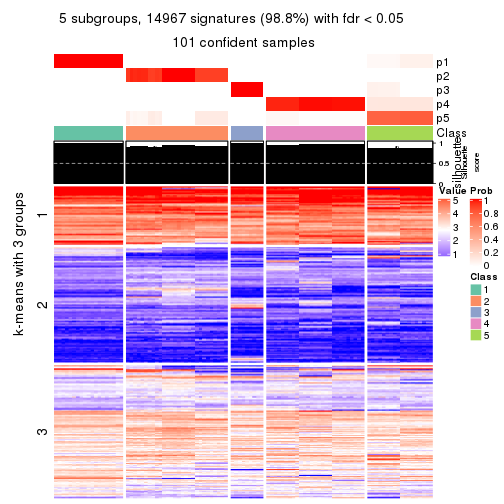 5 subgroups, 14967 signatures (98.8%) with fdr < 0.05
101 confident samples
p1
p2
p3
p4
p5
Class
1
0.5
0
silhouette
Silhouette
score
k-means with 3 groups
1
2
3
Value
5
4
3
2
1
Prob
1
0.8
0.6
0.4
0.2
0
Class
1
2
3
4
5